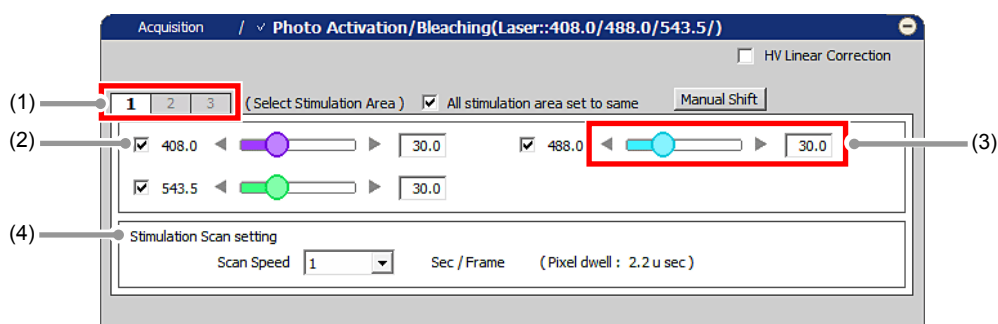 Acquisition / ✓ Photo Activation/Bleaching(Laser::408.0/488.0/543.5/)
HV Linear Correction
(1) 1 2 3 ( Select Stimulation Area ) All stimulation area set to same Manual Shift
(2) 408.0 30.0 488.0 30.0 (3)
543.5 30.0
(4) Stimulation Scan setting
Scan Speed 1 Sec / Frame ( Pixel dwell : 2.2 u sec )